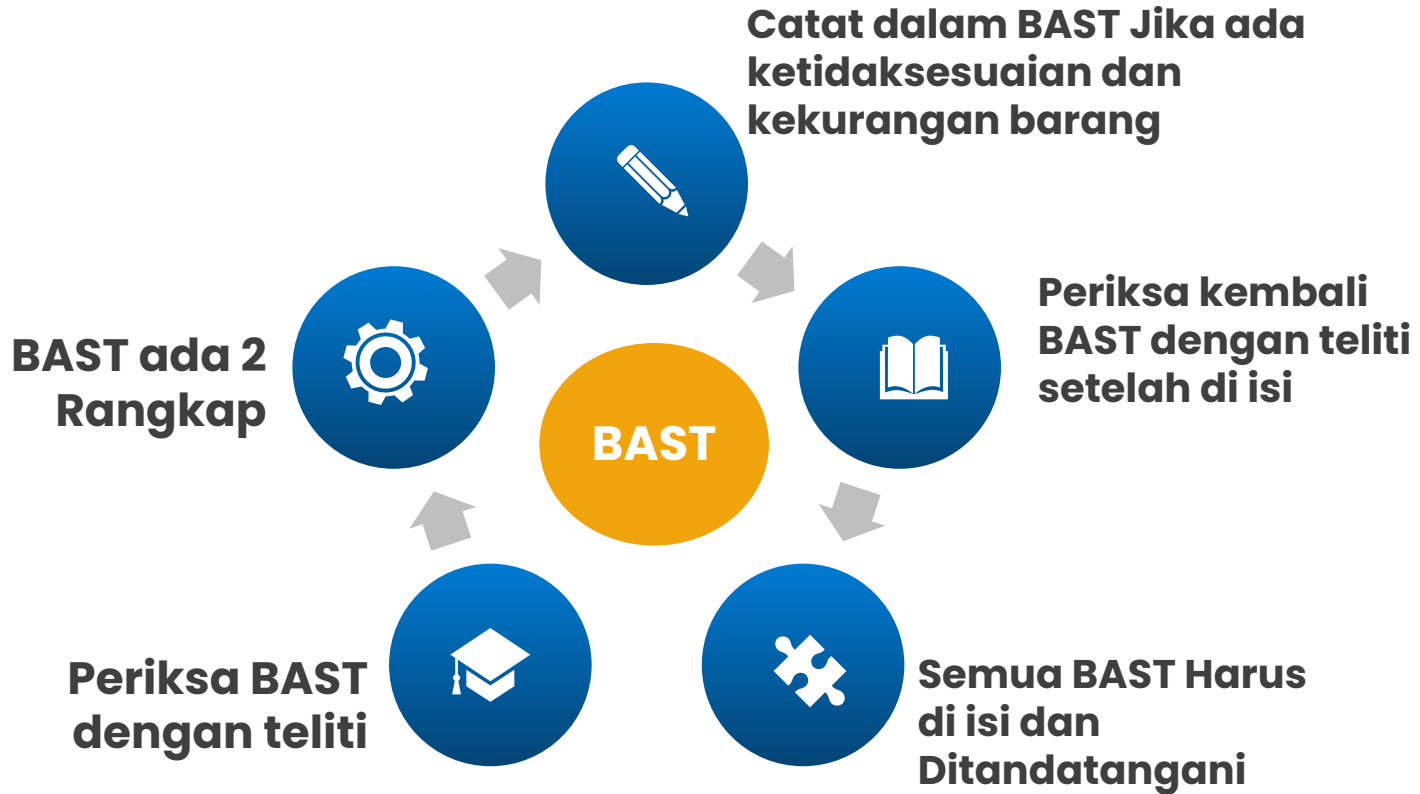 Catat dalam BAST Jika ada
ketidaksesuaian dan
kekurangan barang
Periksa kembali
BAST dengan teliti
setelah di isi
BAST ada 2
Rangkap
BAST
Periksa BAST
dengan teliti
Semua BAST Harus
di isi dan
Ditandatangani